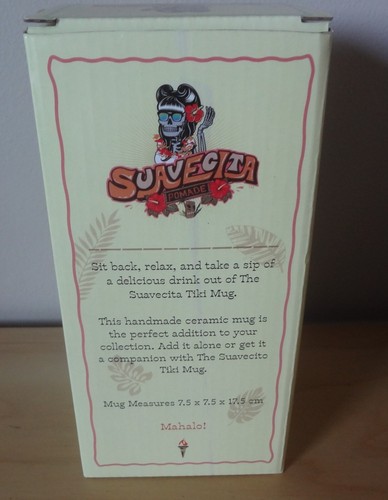 SUAVECITA
POMADE
Sit back, relax, and take a sip of
a delicious drink out of The
Suavecita Tiki Mug.
This handmade ceramic mug is
the perfect addition to your
collection. Add it alone or get it
a companion with The Suavecito
Tiki Mug.
Mug Measures 7.5 x 7.5 x 17.5 cm
Mahalo!